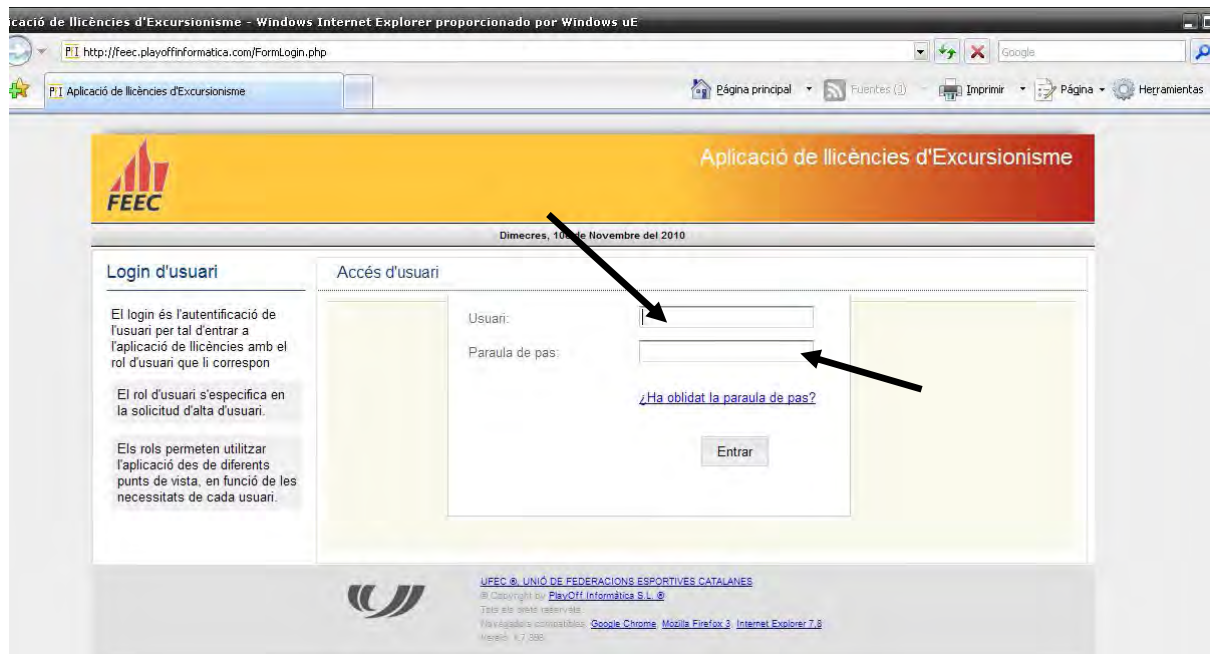 icació de llicències d'Excursionisme - Windows Internet Explorer proporcionado por Windows uE
http://feec.playoffinformatica.com/FormLogin.php
Google
Aplicació de llicències d'Excursionisme
Página principal
Fuentes (J)
Imprimir
Página
Herramientas
FEEC
Aplicació de llicències d'Excursionisme
Dimecres, 10 de Novembre del 2010
Login d'usuari
El login és l'autentificació de
l'usuari per tal d'entrar a
l'aplicació de llicències amb el
rol d'usuari que li correspon
El rol d'usuari s'especifica en
la solicitud d'alta d'usuari.
Els rols permeten utilitzar
l'aplicació des de diferents
punts de vista, en funció de les
necessitats de cada usuari.
Accés d'usuari
Usuari:
Paraula de pas:
¿Ha oblidat la paraula de pas?
Entrar
UFEC ®, UNIÓ DE FEDERACIONS ESPORTIVES CATALANES
® Copyright by PlayOff Informática S.L. ®
Tots els drets reservats
Navegadors compatibles: Google Chrome, Mozilla Firefox 3, Internet Explorer 7,8